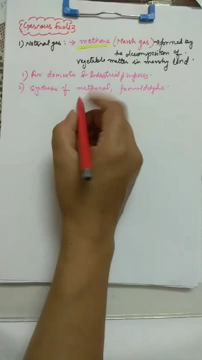 (Gaseous Fuels)
1) Natural gas :→ methane (Marsh gas) → formed by
the decomposition of
vegetable matter in marshy land.
1) For domestic & Industrial purposes.
2) Synthesis of methanol, formaldehyde